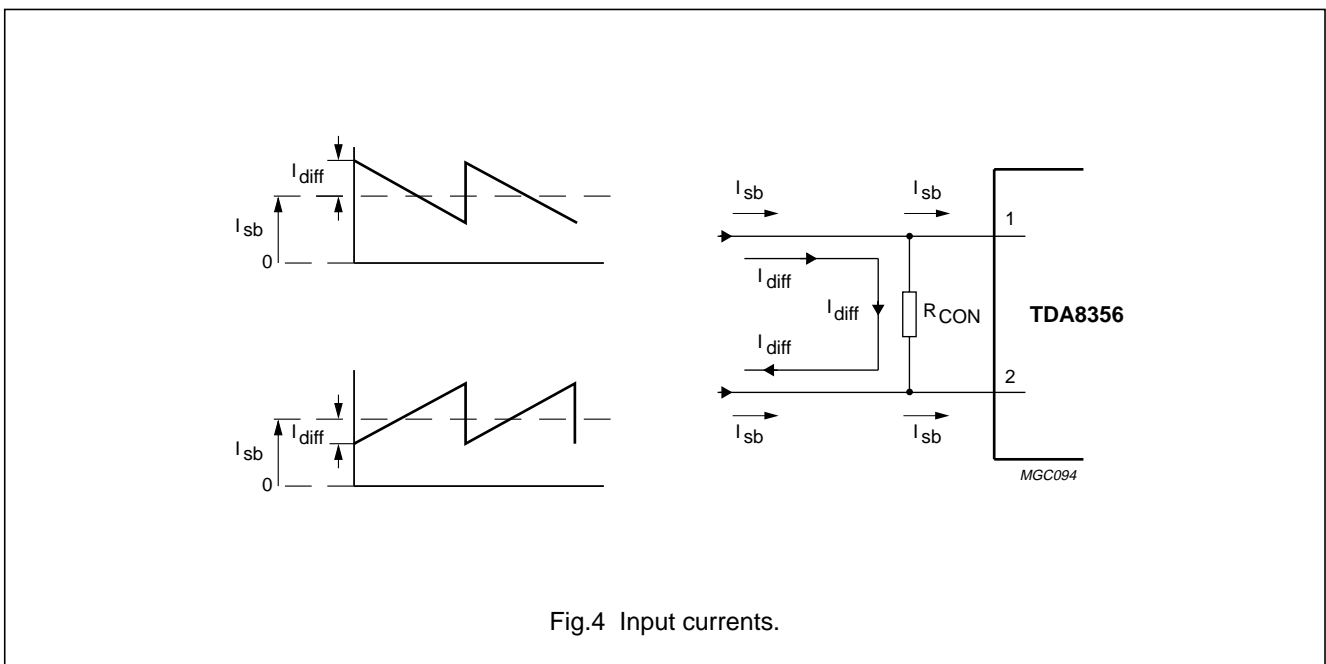 I diff
I sb
0
I diff
I sb
0
I sb
I sb
1
I diff
I diff
R CON
TDA8356
I diff
2
I sb
I sb
MGC094
Fig.4 Input currents.